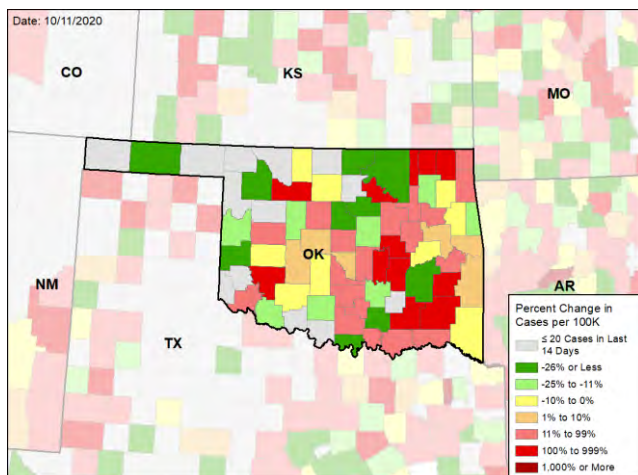 Date: 10/11/2020
CO
KS
MO
OK
NM
TX
AR
Percent Change in
Cases per 100K
≤ 20 Cases in Last
14 Days
-26% or Less
-25% to -11%
-10% to 0%
1% to 10%
11% to 99%
100% to 999%
1,000% or More